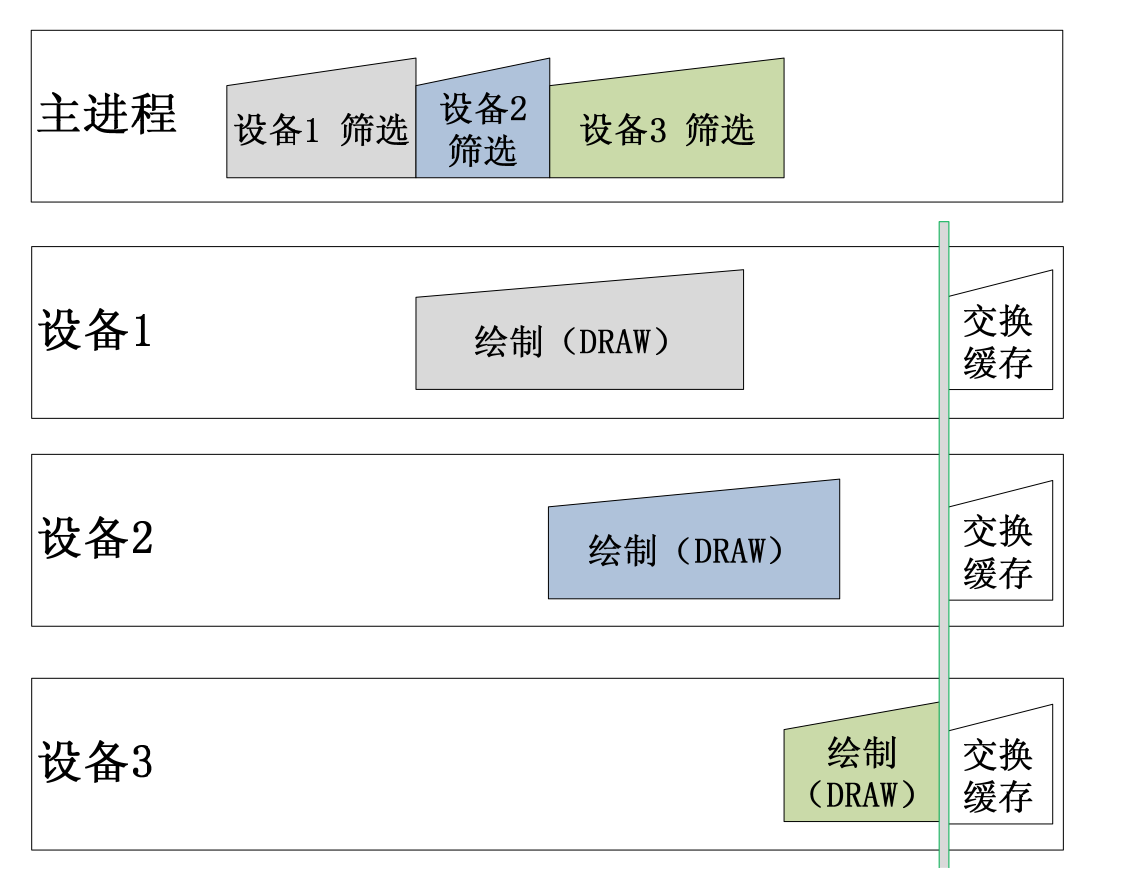 主进程
设备1 筛选
设备2
筛选
设备3 筛选
设备1
绘制（DRAW）
交换
缓存
设备2
绘制（DRAW）
交换
缓存
设备3
绘制
（DRAW）
交换
缓存